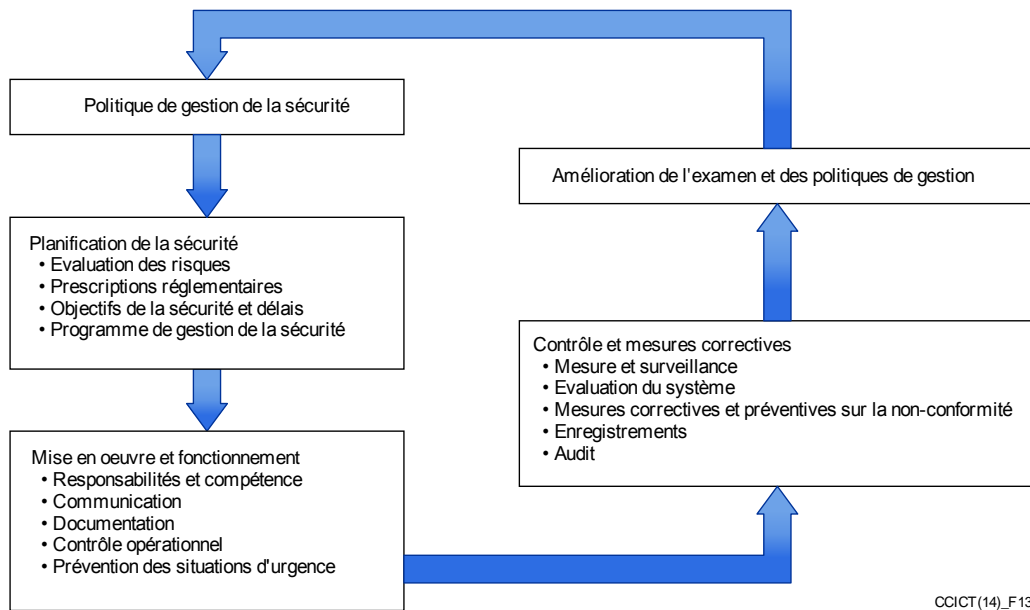 Politique de gestion de la sécurité
Planification de la sécurité
• Evaluation des risques
• Prescriptions réglementaires
• Objectifs de la sécurité et délais
• Programme de gestion de la sécurité
Mise en oeuvre et fonctionnement
• Responsabilités et compétence
• Communication
• Documentation
• Contrôle opérationnel
• Prévention des situations d'urgence
Contrôle et mesures correctives
• Mesure et surveillance
• Evaluation du système
• Mesures correctives et préventives sur la non-conformité
• Enregistrements
• Audit
Amélioration de l'examen et des politiques de gestion
CCICT(14)_F13